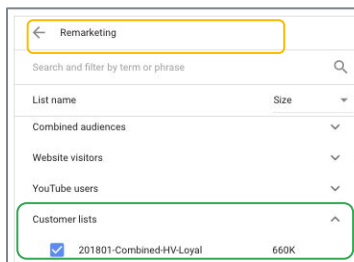 Remarketing
Search and filter by term or phrase
List name Size
Combined audiences
Website visitors
YouTube users
Customer lists
201801-Combined-HV-Loyal 660K